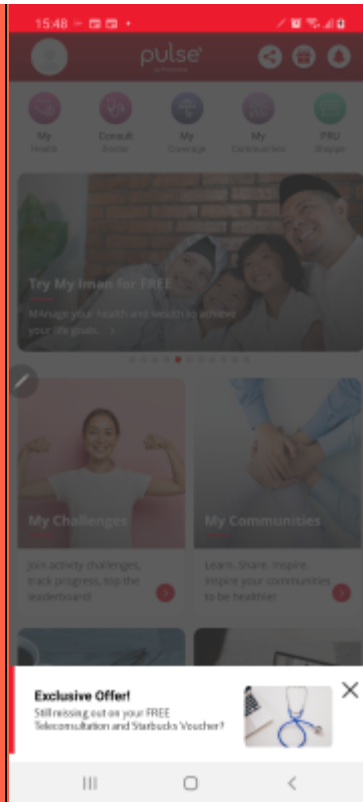 15:48
pulse
by Prudential
My
Health
Consult
Doctor
My
Coverage
My
Communities
PRU
Shoppe
Try My Iman for FREE
MAnage your health and wealth to achieve
your life goals. >
My Challenges
Join activity challenges,
track progress, top the
leaderboard!
My Communities
Learn. Share. Inspire.
Inspire your communities
to be healthier
Exclusive Offer!
Still missing out on your FREE
Teleconsultation and Starbucks Voucher?